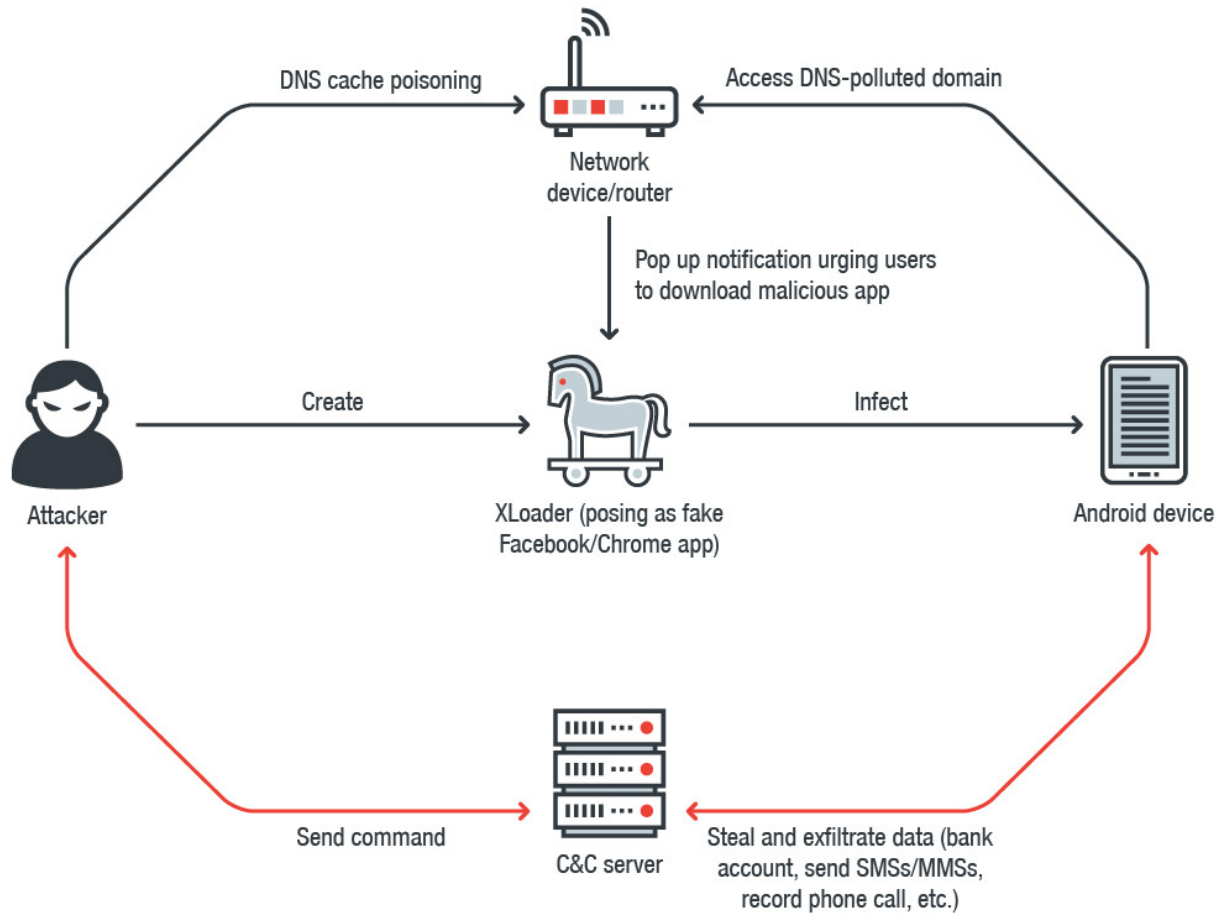 DNS cache poisoning
Access DNS-polluted domain
Network
device/router
Pop up notification urging users
to download malicious app
Create
Infect
Attacker
XLoader (posing as fake
Facebook/Chrome app)
Android device
Send command
C&C server
Steal and exfiltrate data (bank
account, send SMSs/MMSs,
record phone call, etc.)